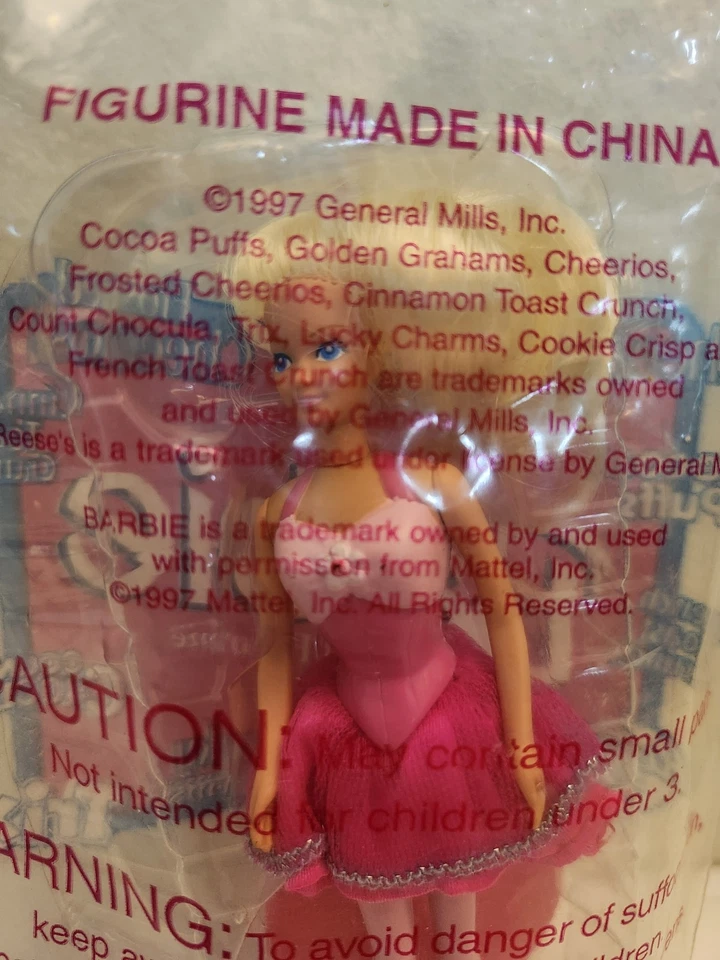 FIGURINE MADE IN CHINA
©1997 General Mills, Inc.
Cocoa Puffs, Golden Grahams, Cheerios,
Frosted Cheerios, Cinnamon Toast Crunch,
Count Chocula, Trix, Lucky Charms, Cookie Crisp a
French Toast Crunch are trademarks owned
and used by General Mills, Inc.
Reese's is a trademark used under license by General M
BARBIE is a trademark owned by and used
with permission from Mattel, Inc.
©1997 Mattel, Inc. All Rights Reserved.
CAUTION: May contain small
Not intended for children under 3.
ARNING: To avoid danger of suffo
keep